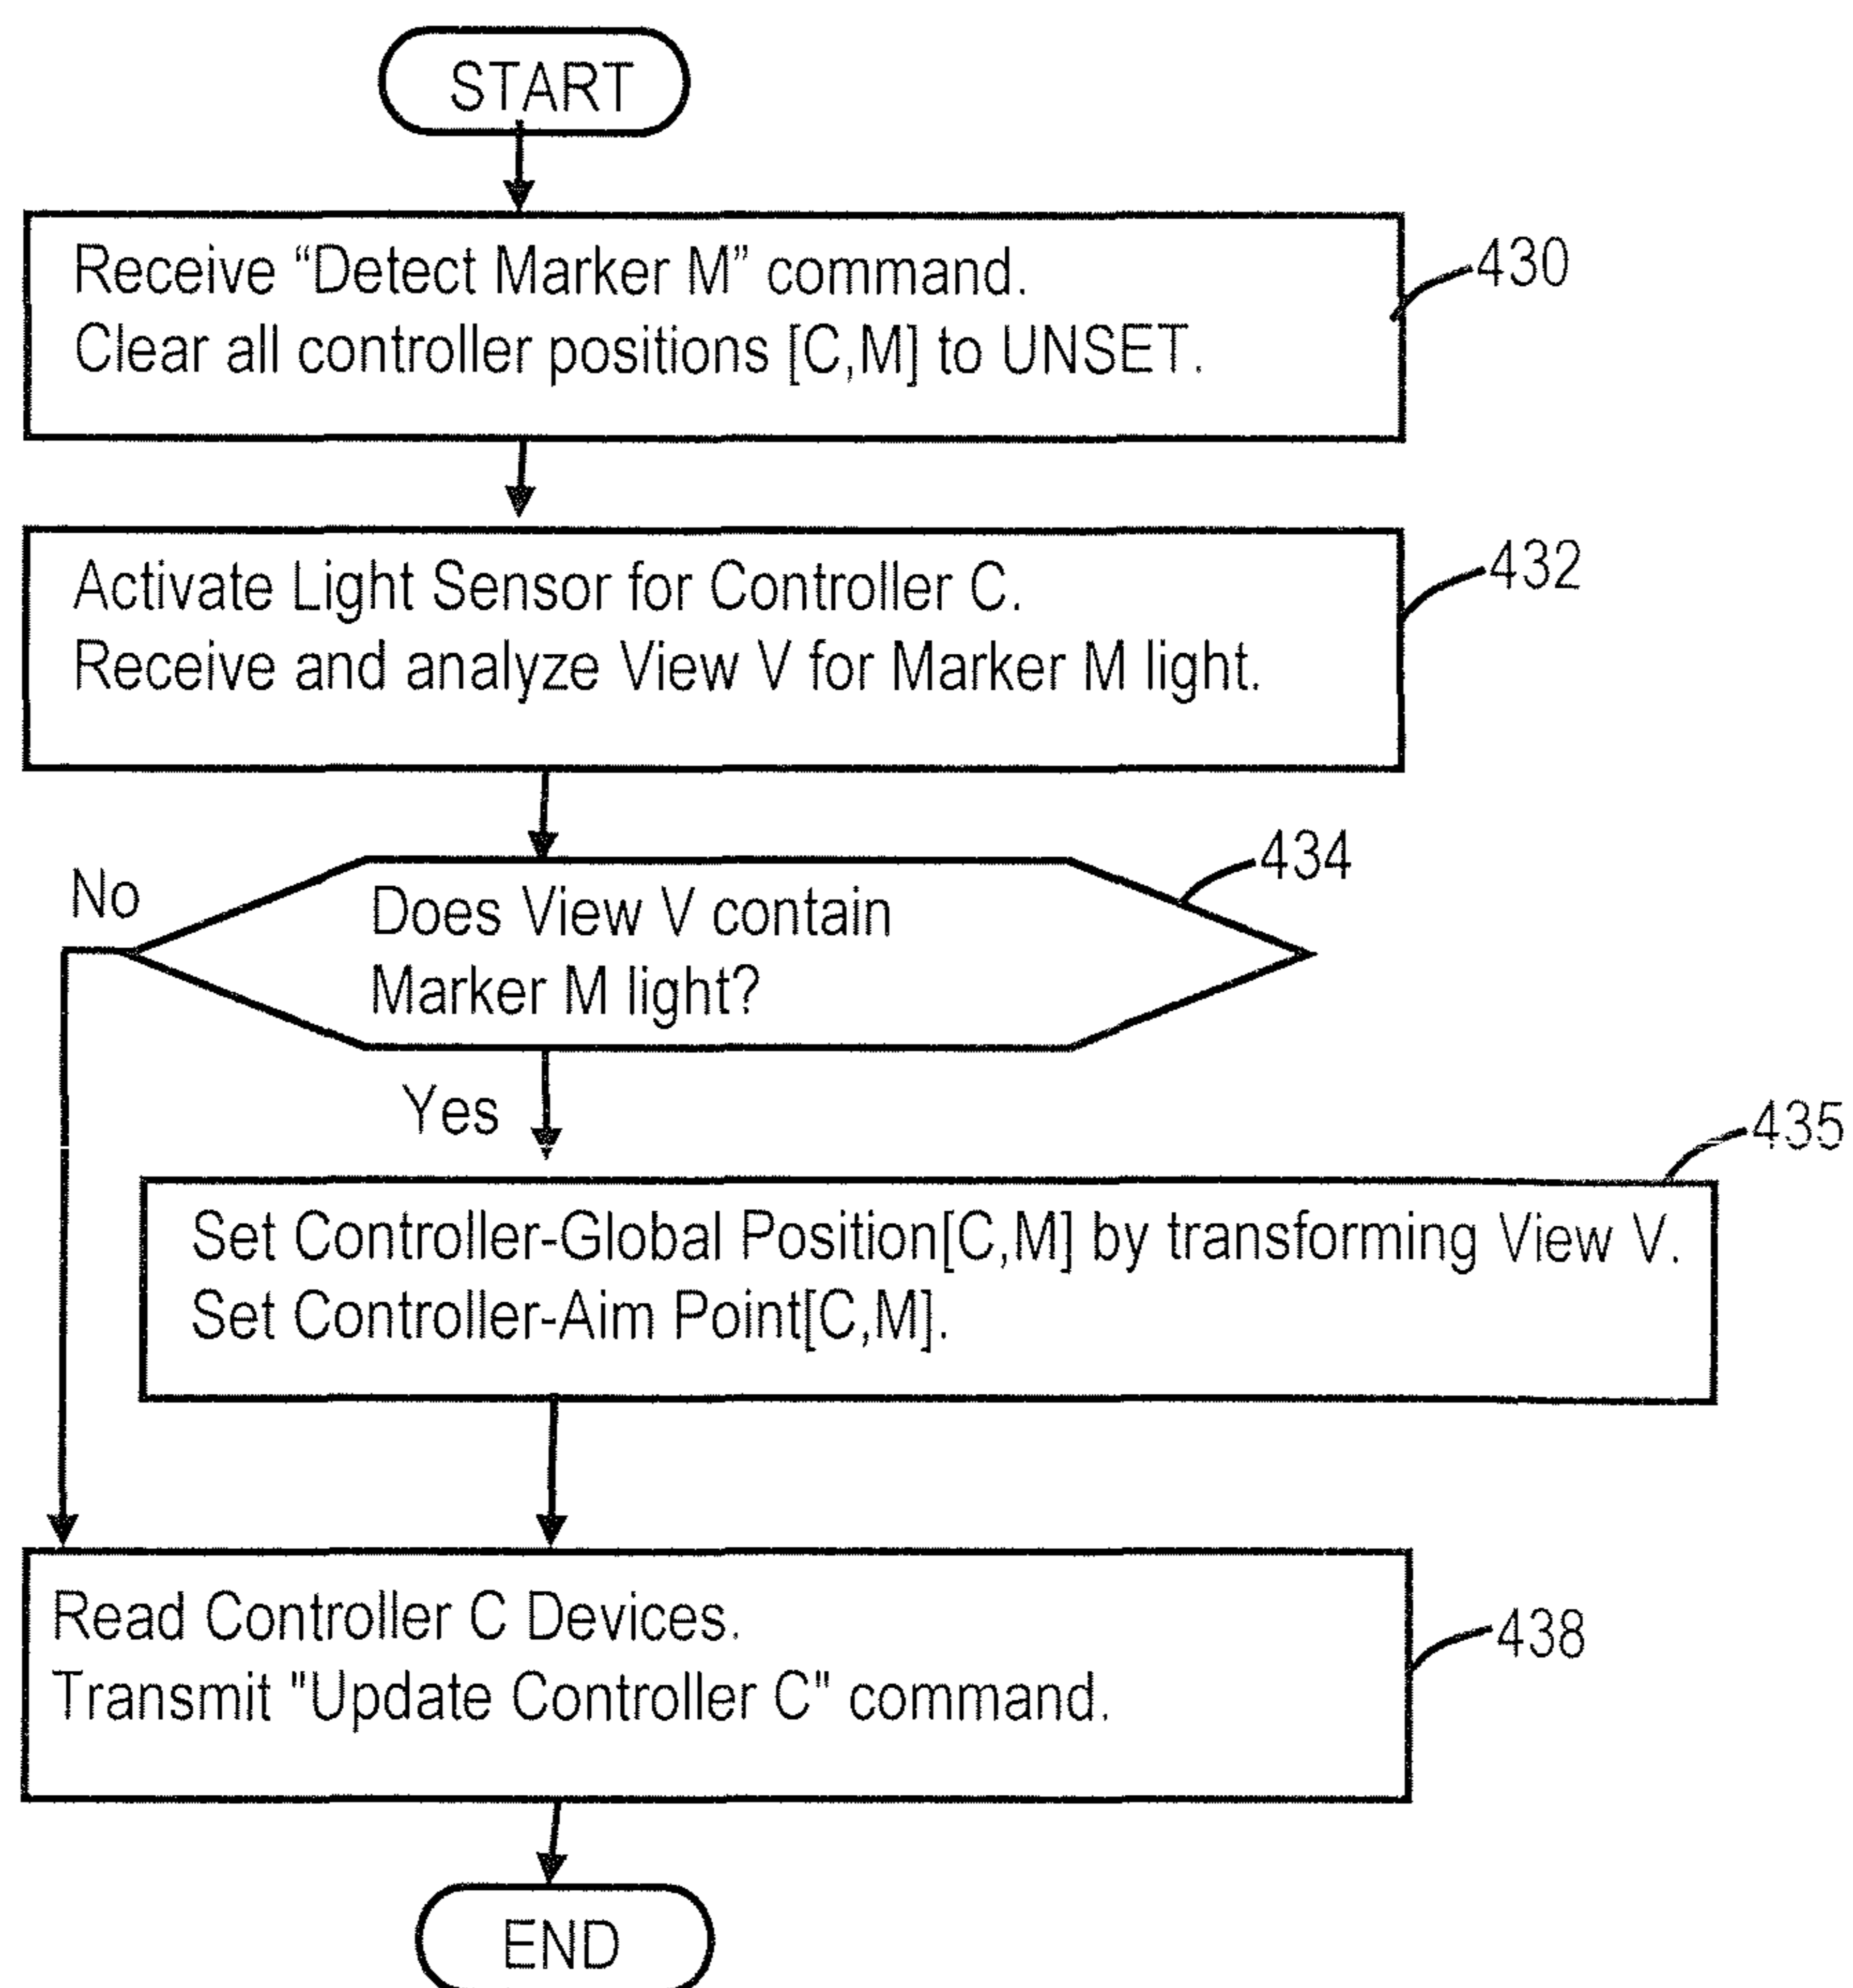 START
Receive “Detect Marker M” command.
Clear all controller positions [C,M] to UNSET.
430
Activate Light Sensor for Controller C.
Receive and analyze View V for Marker M light.
432
434
No
Does View V contain
Marker M light?
Yes
435
Set Controller-Global Position[C,M] by transforming View V.
Set Controller-Aim Point[C,M].
Read Controller C Devices.
438
Transmit "Update Controller C" command.
END